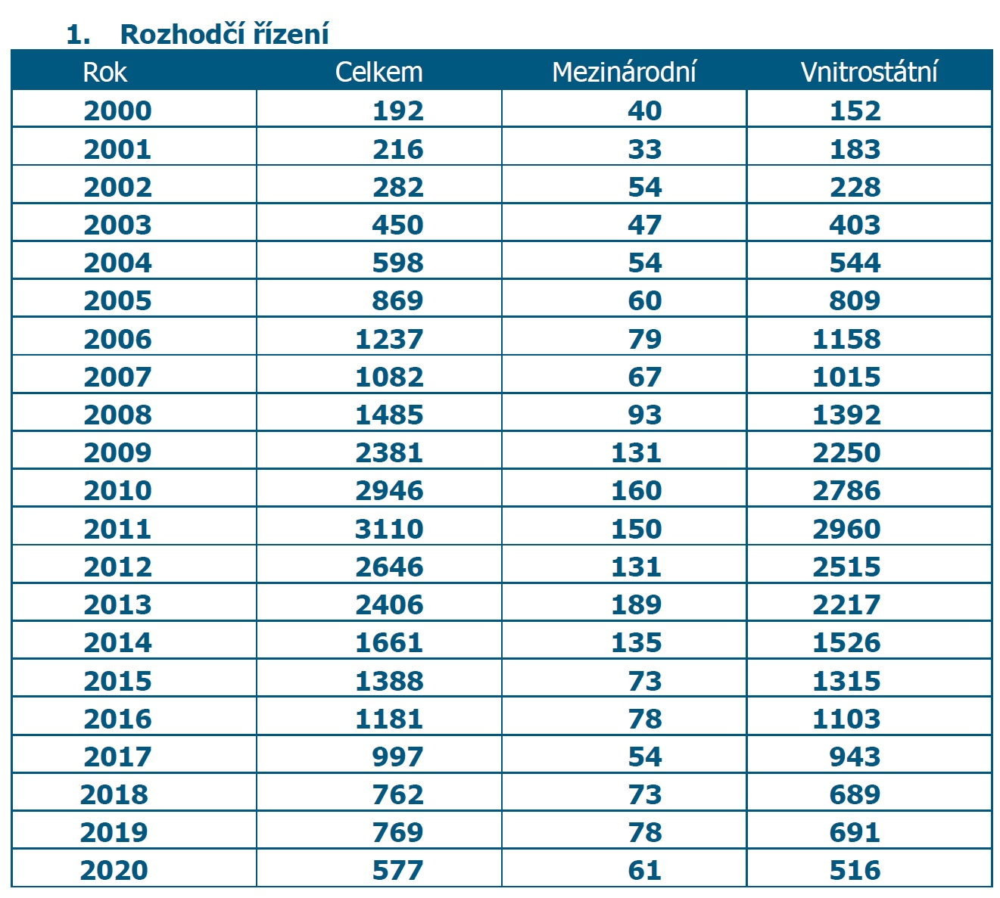 1. Rozhodčí řízení
Rok Celkem Mezinárodní Vnitrostátní
2000 192 40 152
2001 216 33 183
2002 282 54 228
2003 450 47 403
2004 598 54 544
2005 869 60 809
2006 1237 79 1158
2007 1082 67 1015
2008 1485 93 1392
2009 2381 131 2250
2010 2946 160 2786
2011 3110 150 2960
2012 2646 131 2515
2013 2406 189 2217
2014 1661 135 1526
2015 1388 73 1315
2016 1181 78 1103
2017 997 54 943
2018 762 73 689
2019 769 78 691
2020 577 61 516